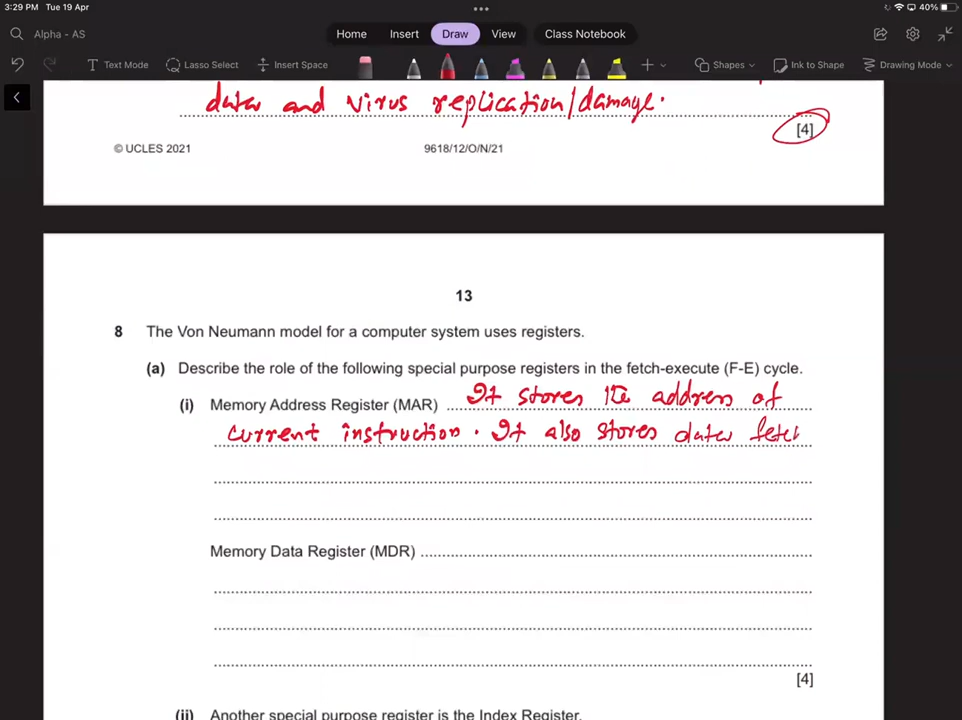 3:29 PM Tue 19 Apr
40%
Alpha - AS
Home Insert Draw View Class Notebook
Text Mode Lasso Select Insert Space Shapes Ink to Shape Drawing Mode
data and virus replication/damage.
[4]
© UCLES 2021 9618/12/O/N/21
13
8 The Von Neumann model for a computer system uses registers.
(a) Describe the role of the following special purpose registers in the fetch-execute (F-E) cycle.
(i) Memory Address Register (MAR) It stores the address of
current instruction. It also stores data fetch
Memory Data Register (MDR)
[4]
(ii) Another special purpose register is the Index Register.